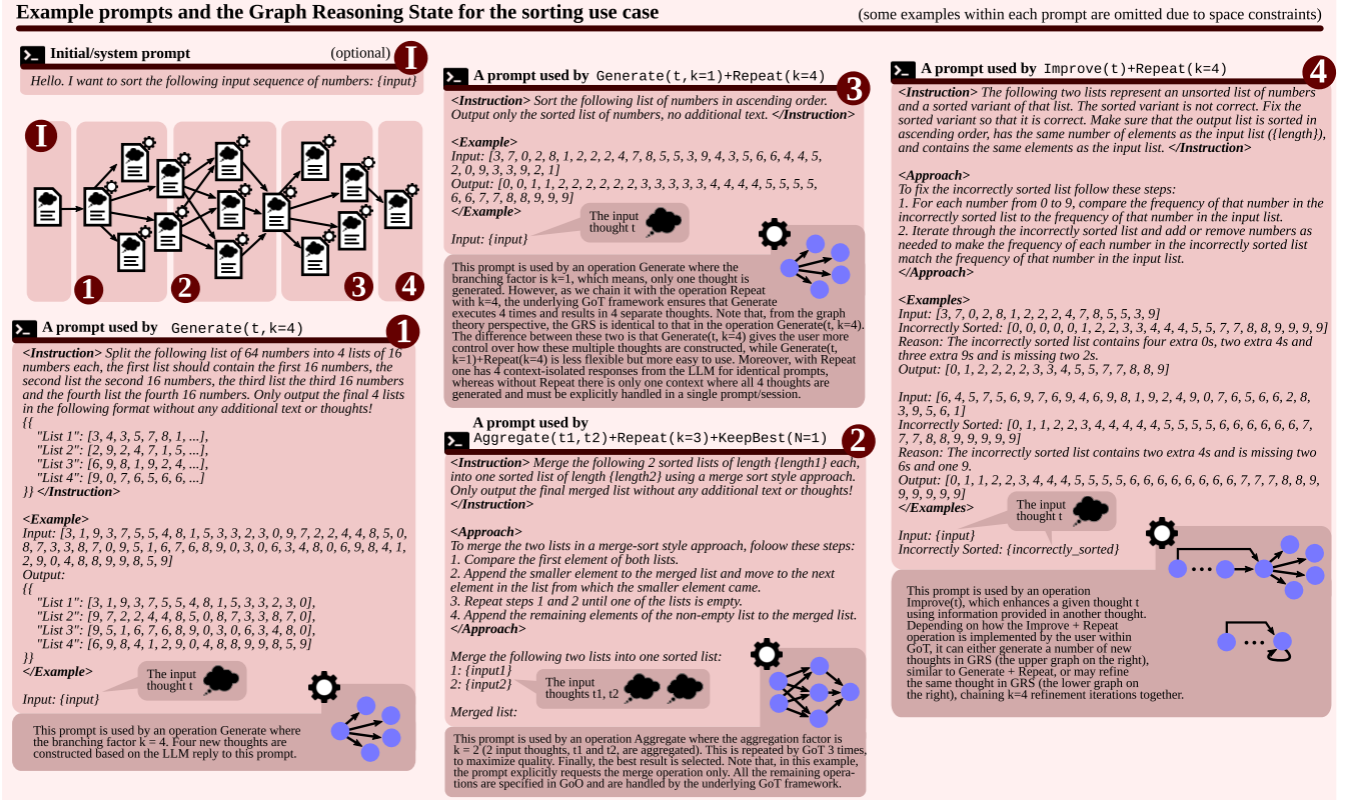 Example prompts and the Graph Reasoning State for the sorting use case
(some examples within each prompt are omitted due to space constraints)
Initial/system prompt (optional) I
Hello. I want to sort the following input sequence of numbers: {input}
I
1 2 3 4
A prompt used by Generate(t,k=4) 1
<Instruction> Split the following list of 64 numbers into 4 lists of 16
numbers each, the first list should contain the first 16 numbers, the
second list the second 16 numbers, the third list the third 16 numbers
and the fourth list the fourth 16 numbers. Only output the final 4 lists
in the following format without any additional text or thoughts!
{{
"List 1": [3, 4, 3, 5, 7, 8, 1, ...],
"List 2": [2, 9, 2, 4, 7, 1, 5, ...],
"List 3": [6, 9, 8, 1, 9, 2, 4, ...],
"List 4": [9, 0, 7, 6, 5, 6, 6, ...]
}} </Instruction>
<Example>
Input: [3, 1, 9, 3, 7, 5, 5, 4, 8, 1, 5, 3, 3, 2, 3, 0, 9, 7, 2, 2, 4, 4, 8, 5, 0,
8, 7, 3, 3, 8, 7, 0, 9, 5, 1, 6, 7, 6, 8, 9, 0, 3, 0, 6, 3, 4, 8, 0, 6, 9, 8, 4, 1,
2, 9, 0, 4, 8, 8, 9, 9, 8, 5, 9]
Output:
{{
"List 1": [3, 1, 9, 3, 7, 5, 5, 4, 8, 1, 5, 3, 3, 2, 3, 0],
"List 2": [9, 7, 2, 2, 4, 4, 8, 5, 0, 8, 7, 3, 3, 8, 7, 0],
"List 3": [9, 5, 1, 6, 7, 6, 8, 9, 0, 3, 0, 6, 3, 4, 8, 0],
"List 4": [6, 9, 8, 4, 1, 2, 9, 0, 4, 8, 8, 9, 9, 8, 5, 9]
}}
</Example>
The input
thought t
Input: {input}
This prompt is used by an operation Generate where
the branching factor k = 4. Four new thoughts are
constructed based on the LLM reply to this prompt.
A prompt used by Generate(t,k=1)+Repeat(k=4) 3
<Instruction> Sort the following list of numbers in ascending order.
Output only the sorted list of numbers, no additional text. </Instruction>
<Example>
Input: [3, 7, 0, 2, 8, 1, 2, 2, 2, 4, 7, 8, 5, 5, 3, 9, 4, 3, 5, 6, 6, 4, 4, 5,
2, 0, 9, 3, 3, 9, 2, 1]
Output: [0, 0, 1, 1, 2, 2, 2, 2, 2, 2, 3, 3, 3, 3, 3, 4, 4, 4, 4, 5, 5, 5, 5,
6, 6, 7, 7, 8, 8, 9, 9, 9]
</Example>
The input
thought t
Input: {input}
This prompt is used by an operation Generate where the
branching factor is k=1, which means, only one thought is
generated. However, as we chain it with the operation Repeat
with k=4, the underlying GoT framework ensures that Generate
executes 4 times and results in 4 separate thoughts. Note that, from the graph
theory perspective, the GRS is identical to that in the operation Generate(t, k=4).
The difference between these two is that Generate(t, k=4) gives the user more
control over how these multiple thoughts are constructed, while Generate(t,
k=1)+Repeat(k=4) is less flexible but more easy to use. Moreover, with Repeat
one has 4 context-isolated responses from the LLM for identical prompts,
whereas without Repeat there is only one context where all 4 thoughts are
generated and must be explicitly handled in a single prompt/session.
A prompt used by
Aggregate(t1,t2)+Repeat(k=3)+KeepBest(N=1) 2
<Instruction> Merge the following 2 sorted lists of length {length1} each,
into one sorted list of length {length2} using a merge sort style approach.
Only output the final merged list without any additional text or thoughts!
</Instruction>
<Approach>
To merge the two lists in a merge-sort style approach, foloow these steps:
1. Compare the first element of both lists.
2. Append the smaller element to the merged list and move to the next
element in the list from which the smaller element came.
3. Repeat steps 1 and 2 until one of the lists is empty.
4. Append the remaining elements of the non-empty list to the merged list.
</Approach>
Merge the following two lists into one sorted list:
1: {input1}
2: {input2}
The input
thoughts t1, t2
Merged list:
This prompt is used by an operation Aggregate where the aggregation factor is
k = 2 (2 input thoughts, t1 and t2, are aggregated). This is repeated by GoT 3 times,
to maximize quality. Finally, the best result is selected. Note that, in this example,
the prompt explicitly requests the merge operation only. All the remaining opera-
tions are specified in GoO and are handled by the underlying GoT framework.
A prompt used by Improve(t)+Repeat(k=4) 4
<Instruction> The following two lists represent an unsorted list of numbers
and a sorted variant of that list. The sorted variant is not correct. Fix the
sorted variant so that it is correct. Make sure that the output list is sorted in
ascending order, has the same number of elements as the input list ({length}),
and contains the same elements as the input list. </Instruction>
<Approach>
To fix the incorrectly sorted list follow these steps:
1. For each number from 0 to 9, compare the frequency of that number in the
incorrectly sorted list to the frequency of that number in the input list.
2. Iterate through the incorrectly sorted list and add or remove numbers as
needed to make the frequency of each number in the incorrectly sorted list
match the frequency of that number in the input list.
</Approach>
<Examples>
Input: [3, 7, 0, 2, 8, 1, 2, 2, 2, 4, 7, 8, 5, 5, 3, 9]
Incorrectly Sorted: [0, 0, 0, 0, 0, 1, 2, 2, 3, 3, 4, 4, 4, 5, 5, 7, 7, 8, 8, 9, 9, 9, 9]
Reason: The incorrectly sorted list contains four extra 0s, two extra 4s and
three extra 9s and is missing two 2s.
Output: [0, 1, 2, 2, 2, 2, 3, 3, 4, 5, 5, 7, 7, 8, 8, 9]
Input: [6, 4, 5, 7, 5, 6, 9, 7, 6, 9, 4, 6, 9, 8, 1, 9, 2, 4, 9, 0, 7, 6, 5, 6, 6, 2, 8,
3, 9, 5, 6, 1]
Incorrectly Sorted: [0, 1, 1, 2, 2, 3, 4, 4, 4, 4, 4, 5, 5, 5, 5, 6, 6, 6, 6, 6, 6, 7,
7, 7, 8, 8, 9, 9, 9, 9, 9]
Reason: The incorrectly sorted list contains two extra 4s and is missing two
6s and one 9.
Output: [0, 1, 1, 2, 2, 3, 4, 4, 4, 5, 5, 5, 5, 6, 6, 6, 6, 6, 6, 6, 6, 7, 7, 7, 8, 8, 9,
9, 9, 9, 9, 9]
</Examples>
The input
thought t
Input: {input}
Incorrectly Sorted: {incorrectly_sorted}
This prompt is used by an operation
Improve(t), which enhances a given thought t
using information provided in another thought.
Depending on how the Improve + Repeat
operation is implemented by the user within
GoT, it can either generate a number of new
thoughts in GRS (the upper graph on the right),
similar to Generate + Repeat, or may refine
the same thought in GRS (the lower graph on
the right), chaining k=4 refinement iterations together.